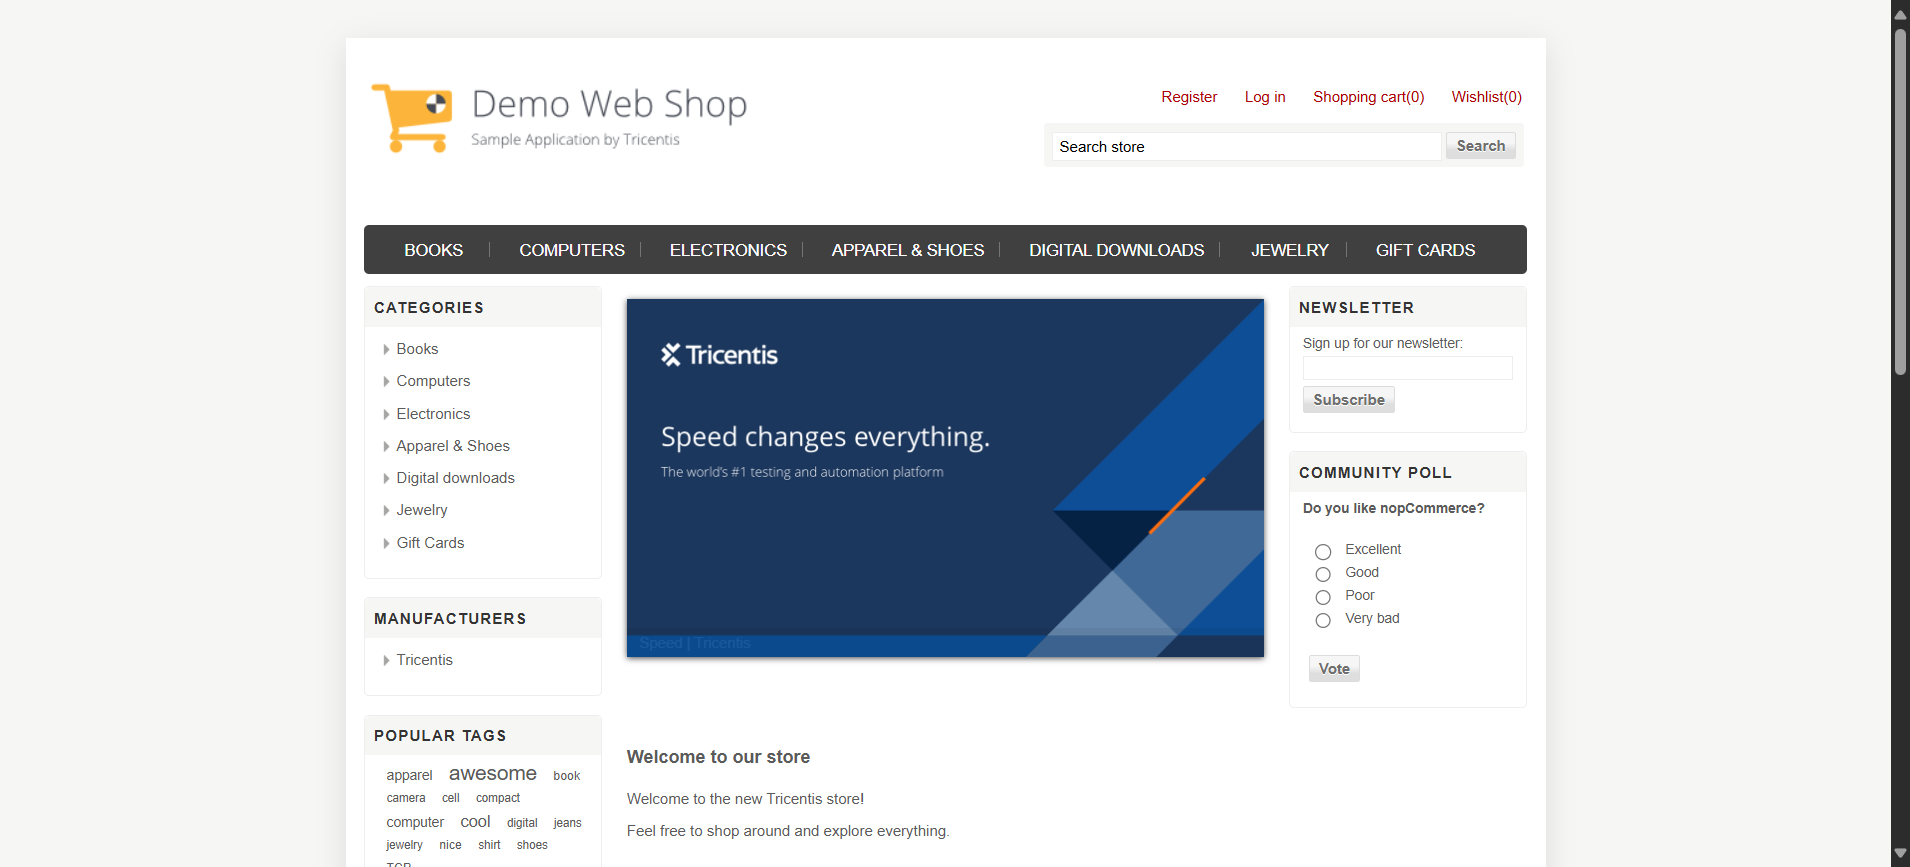 Demo Web Shop
Sample Application by Tricentis
Register Log in Shopping cart(0) Wishlist(0)
Search store Search
BOOKS COMPUTERS ELECTRONICS APPAREL & SHOES DIGITAL DOWNLOADS JEWELRY GIFT CARDS
CATEGORIES
Books
Computers
Electronics
Apparel & Shoes
Digital downloads
Jewelry
Gift Cards
MANUFACTURERS
Tricentis
POPULAR TAGS
apparel awesome book
camera cell compact
computer cool digital jeans
jewelry nice shirt shoes
TCP
Tricentis
Speed changes everything.
The world's #1 testing and automation platform
Speed | Tricentis
Welcome to our store
Welcome to the new Tricentis store!
Feel free to shop around and explore everything.
NEWSLETTER
Sign up for our newsletter:
Subscribe
COMMUNITY POLL
Do you like nopCommerce?
Excellent
Good
Poor
Very bad
Vote